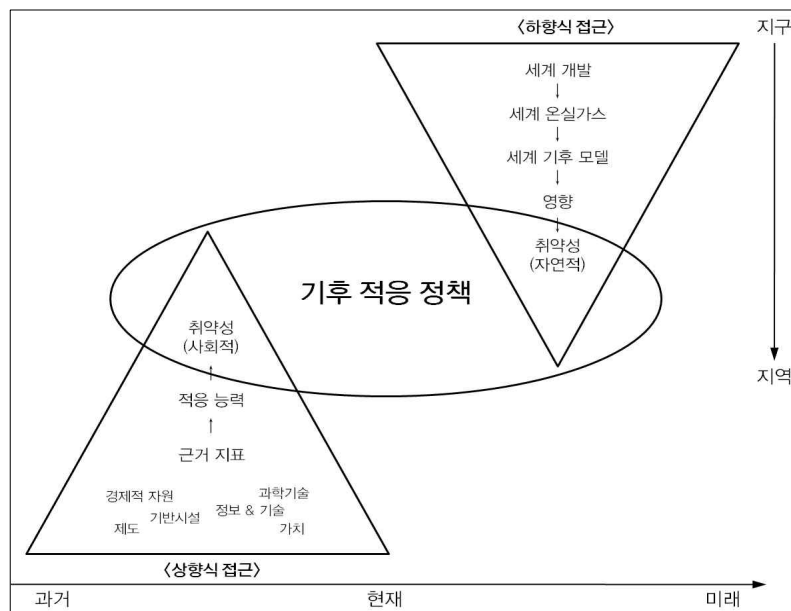 〈하향식 접근〉
지구
세계 개발
↓
세계 온실가스
↓
세계 기후 모델
↓
영향
↓
취약성
(자연적)
기후 적응 정책
취약성
(사회적)
↑
적응 능력
↑
근거 지표
지역
경제적 자원
과학기술
제도
기반시설
정보 & 기술
가치
〈상향식 접근〉
과거
현재
미래